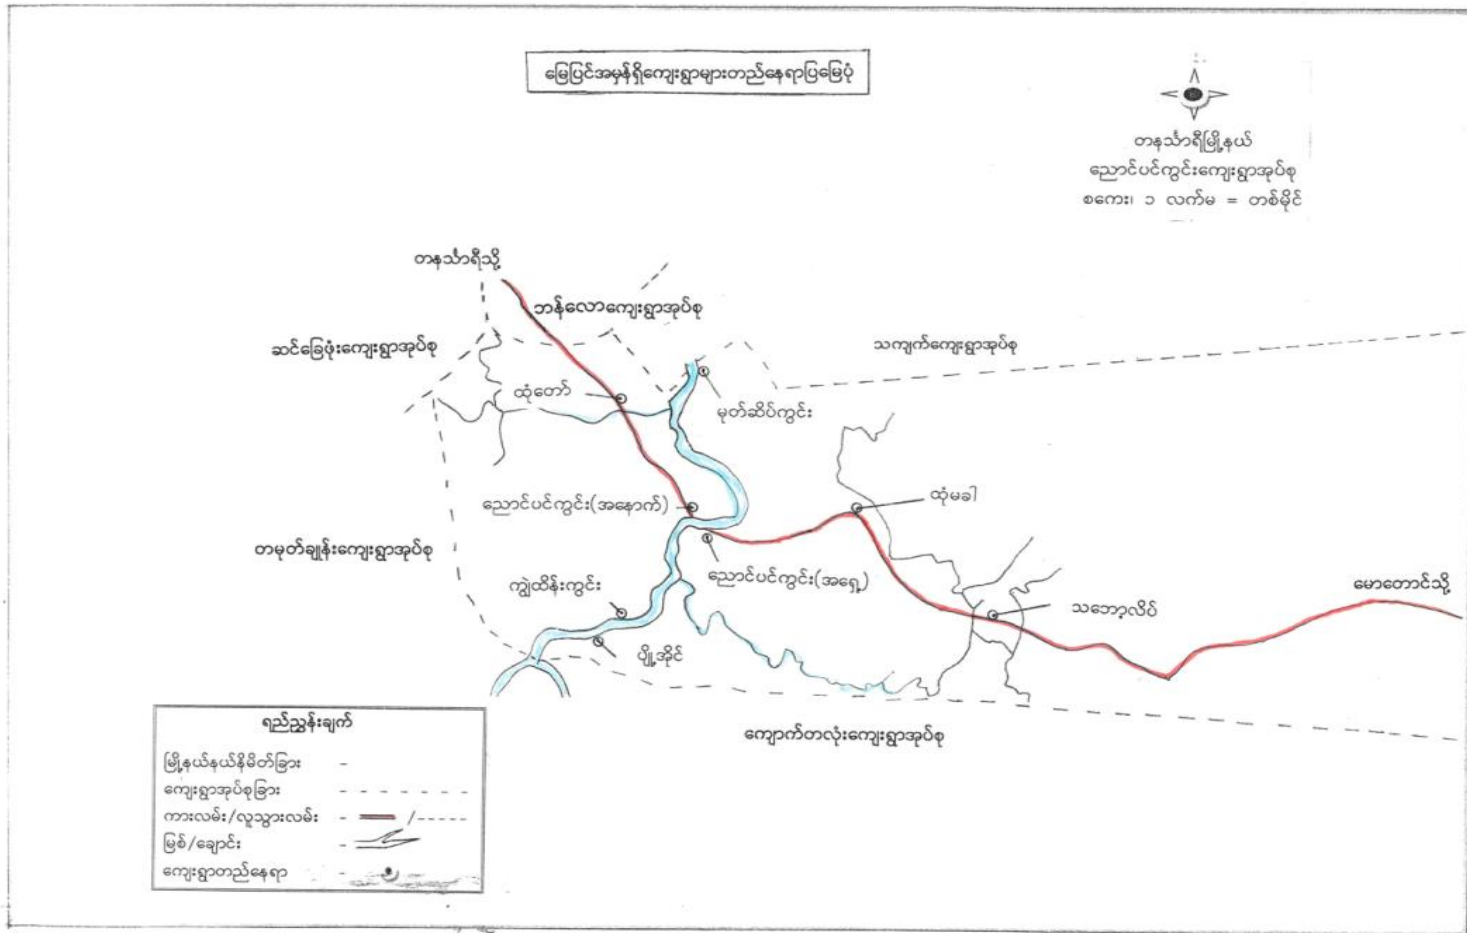 မြေပြင်အမှန်ရှိကျေးရွာများတည်နေရာပြမြေပုံ
တနင်္သာရီမြို့နယ်
ညောင်ပင်ကွင်းကျေးရွာအုပ်စု
စကေး၊ ၁ လက်မ = တစ်မိုင်
တနင်္သာရီသို့
ဘန်လောကျေးရွာအုပ်စု
ဆင်ခြေဖုံးကျေးရွာအုပ်စု
သကျက်ကျေးရွာအုပ်စု
ထုံတော်
မုတ်ဆိပ်ကွင်း
ညောင်ပင်ကွင်း(အနောက်)
ထုံမခါ
တမုတ်ချုန်းကျေးရွာအုပ်စု
ညောင်ပင်ကွင်း(အရှေ့)
ကျွဲထိန်းကွင်း
မောတောင်သို့
သဘော့လိပ်
ပျို့အိုင်
ကျောက်တလုံးကျေးရွာအုပ်စု
ရည်ညွှန်းချက်
မြို့နယ်နယ်နိမိတ်ခြား -
ကျေးရွာအုပ်စုခြား -
ကားလမ်း/လူသွားလမ်း - /
မြစ်/ချောင်း -
ကျေးရွာတည်နေရာ -